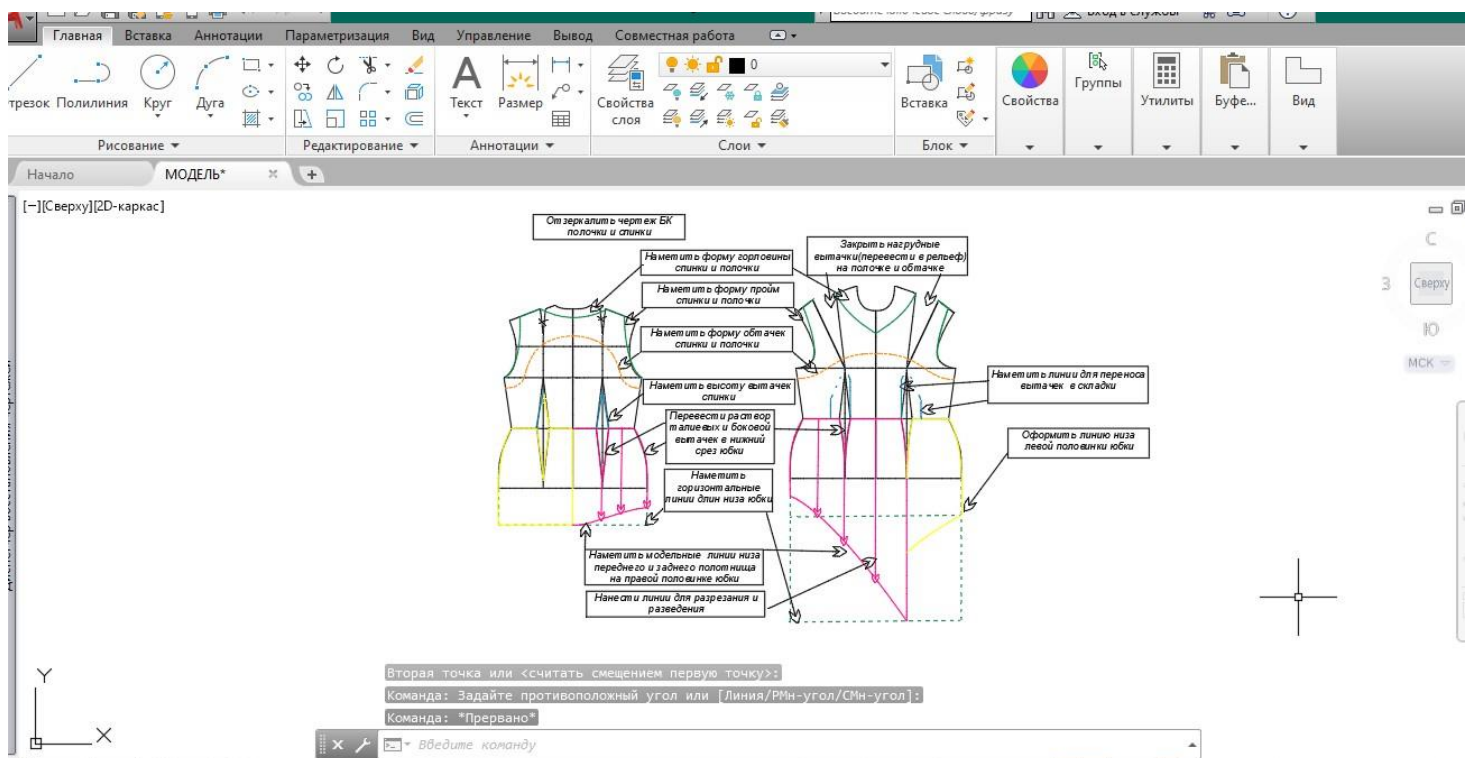 Главная Вставка Аннотации Параметризация Вид Управление Вывод Совместная работа
Полилиния Круг Дуга
Текст Размер
Свойства слоя
0
Вставка
Свойства
Группы
Утилиты
Буфе...
Вид
Рисование Редактирование Аннотации Слои Блок
Начало МОДЕЛЬ*
[−][Сверху][2D-каркас]
Отзеркалить чертеж БК
полочки и спинки
Наметить форму горловины
спинки и полочки
Закрыть нагрудные
вытачки(перевести в рельеф)
на полочке и обтачке
Наметить форму пройм
спинки и полочки
Наметить форму обтачек
спинки и полочки
Наметить высоту вытачек
спинки
Наметить линии для переноса
вытачек в складки
Перевести раствор
талиевых и боковой
вытачек в нижний
срез юбки
Оформить линию низа
левой половинки юбки
Наметить
горизонтальные
линии длин низа юбки
Наметить модельные линии низа
переднего и заднего полотнища
на правой половинке юбки
Нанести линии для разрезания и
разведения
С
З
Сверху
Ю
МСК
Y
X
Вторая точка или <считать смещением первую точку>:
Команда: Задайте противоположный угол или [Линия/РМн-угол/СМн-угол]:
Команда: *Прервано*
Введите команду